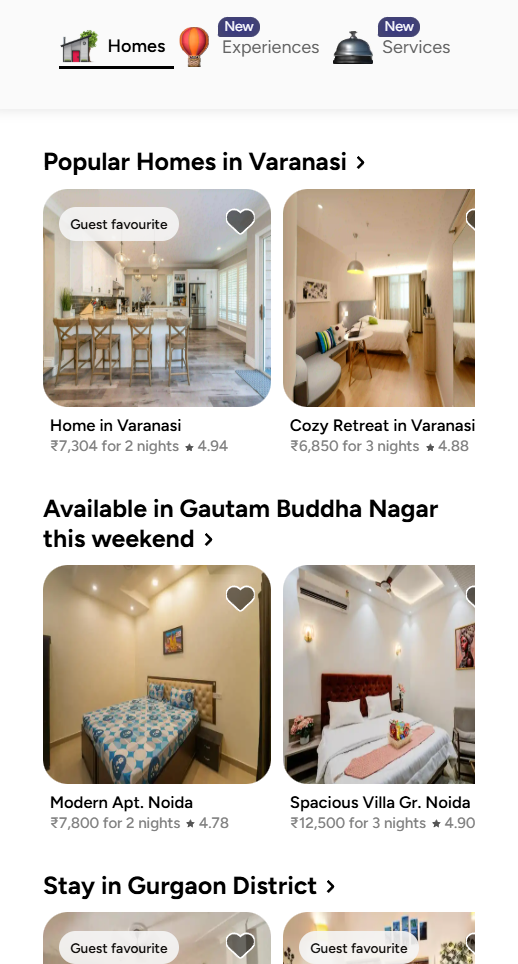 Homes
New
Experiences
New
Services
Popular Homes in Varanasi
Guest favourite
Home in Varanasi
₹7,304 for 2 nights ★ 4.94
Cozy Retreat in Varanasi
₹6,850 for 3 nights ★ 4.88
Available in Gautam Buddha Nagar
this weekend
Modern Apt. Noida
₹7,800 for 2 nights ★ 4.78
Spacious Villa Gr. Noida
₹12,500 for 3 nights ★ 4.90
Stay in Gurgaon District
Guest favourite
Guest favourite